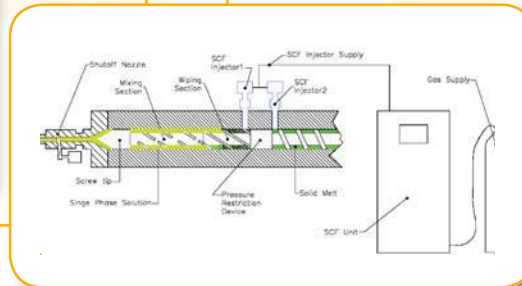 Shutoff Nozzle
Mixing
Section
Wiping
Section
SCF
Injector1
SCF Injector Supply
SCF
Injector2
Gas Supply
Screw tip
Singe Phase Solution
Pressure
Restriction
Device
Solid Melt
SCF Unit